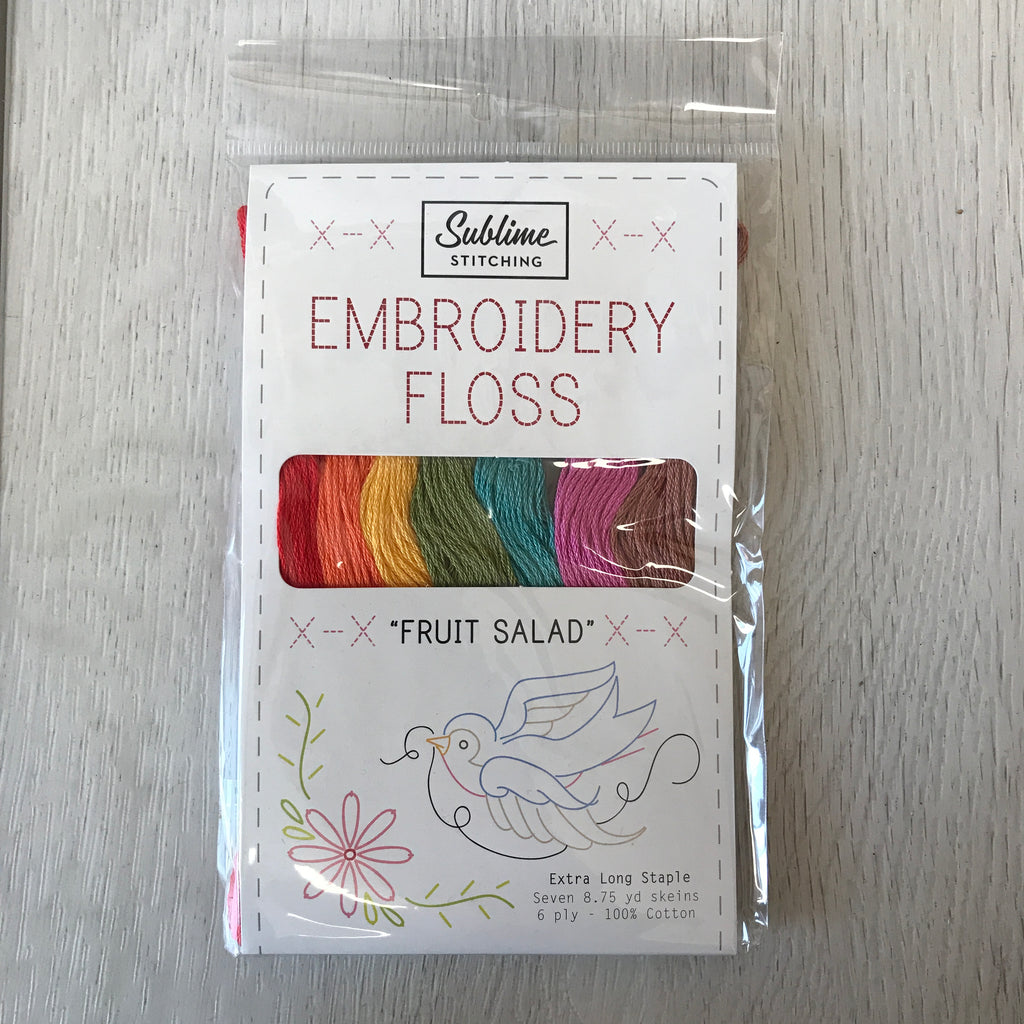 Sublime
STITCHING
EMBROIDERY
FLOSS
“FRUIT SALAD”
Extra Long Staple
Seven 8.75 yd skeins
6 ply - 100% Cotton